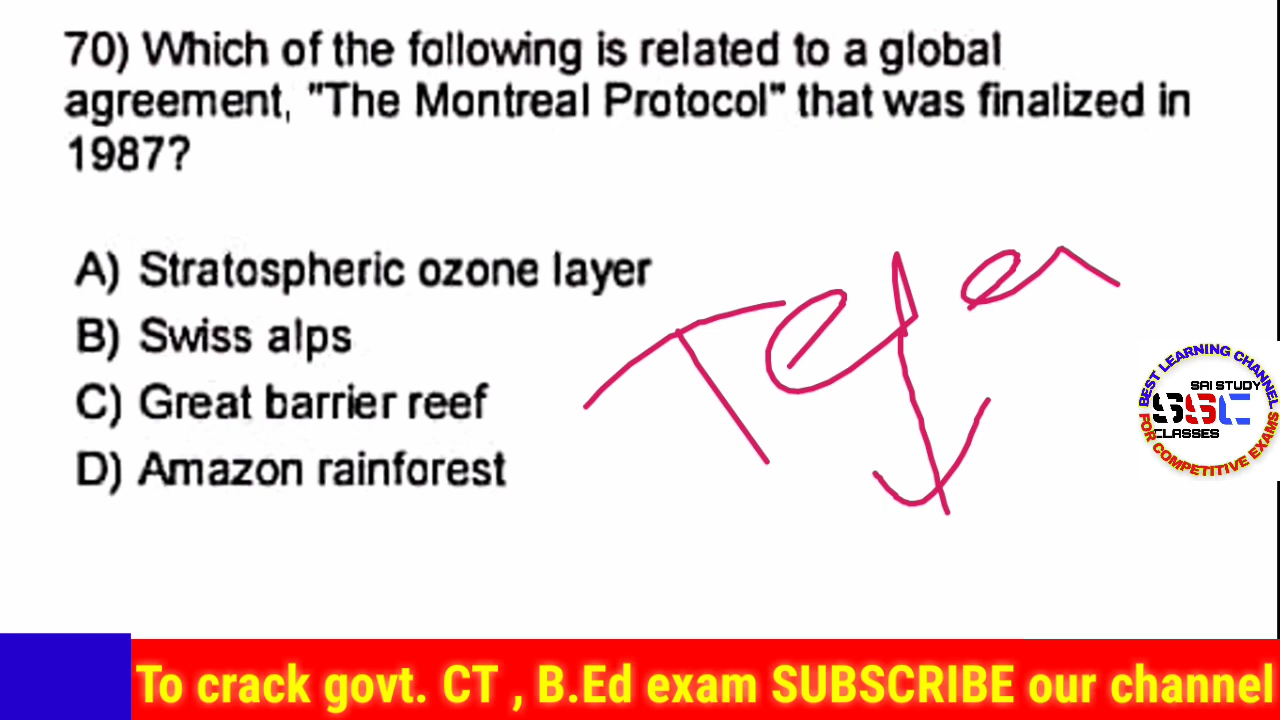 70) Which of the following is related to a global
agreement, "The Montreal Protocol" that was finalized in
1987?
A) Stratospheric ozone layer
B) Swiss alps
C) Great barrier reef
D) Amazon rainforest
BEST LEARNING CHANNEL
SAI STUDY
SSC
CLASSES
FOR COMPETITIVE EXAMS
To crack govt. CT , B.Ed exam SUBSCRIBE our channel